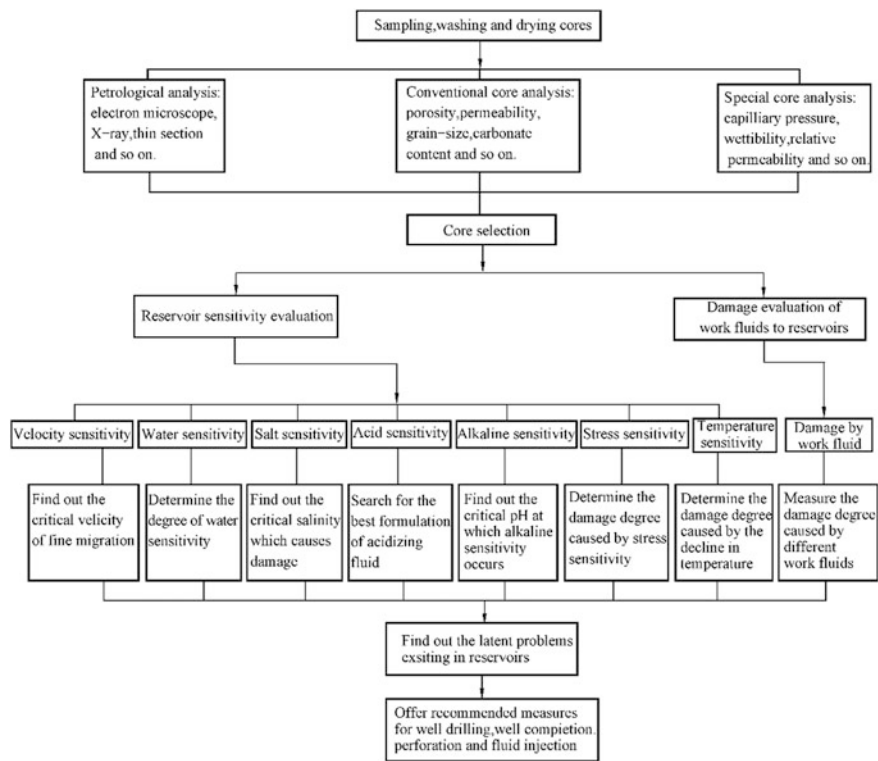 Sampling,washing and drying cores
Petrological analysis:
electron microscope,
X-ray,thin section
and so on.
Conventional core analysis:
porosity,permeability,
grain-size,carbonate
content and so on.
Special core analysis:
capilliary pressure,
wettibility,relative
permeability and so on.
Core selection
Reservoir sensitivity evaluation
Damage evaluation of
work fluids to reservoirs
Velocity sensitivity
Water sensitivity
Salt sensitivity
Acid sensitivity
Alkaline sensitivity
Stress sensitivity
Temperature
sensitivity
Damage by
work fluid
Find out the
critical velicity
of fine migration
Determine the
degree of water
sensitivity
Find out the
critical salinity
which causes
damage
Search for the
best formulation
of acidizing
fluid
Find out the
critical pH at
which alkaline
sensitivity
occurs
Determine the
damage degree
caused by stress
sensitivity
Determine the
damage degree
caused by the
decline in
temperature
Measure the
damage degree
caused by
different
work fluids
Find out the latent problems
exsiting in reservoirs
Offer recommended measures
for well drilling,well compietion.
perforation and fluid injection